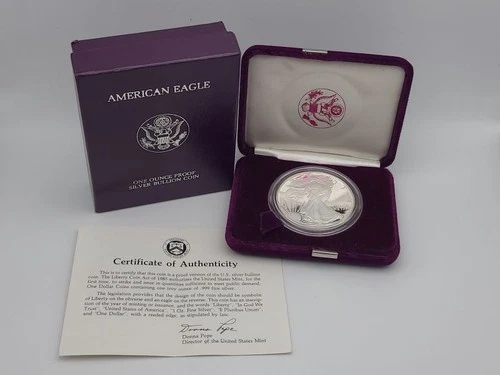 AMERICAN EAGLE
ONE OUNCE PROOF
SILVER BULLION COIN
Certificate of Authenticity
This is to certify that this coin is a proof version of the U.S. silver bullion
coin. The Liberty Coin Act of 1985 authorizes the United States Mint, for the
first time, to strike and issue in quantities sufficient to meet public demand,
One Dollar Coins containing one troy ounce of .999 fine silver.
The legislation provides that the design of the coin should be symbolic
of Liberty on the obverse and an eagle on the reverse. This coin has an inscrip-
tion of the year of minting or issuance, and the words "Liberty", "In God We
Trust", "United States of America", "1 Oz. Fine Silver", "E Pluribus Unum"
and "One Dollar", with a reeded edge, as stipulated by law.
Donna Pope
Donna Pope
Director of the United States Mint